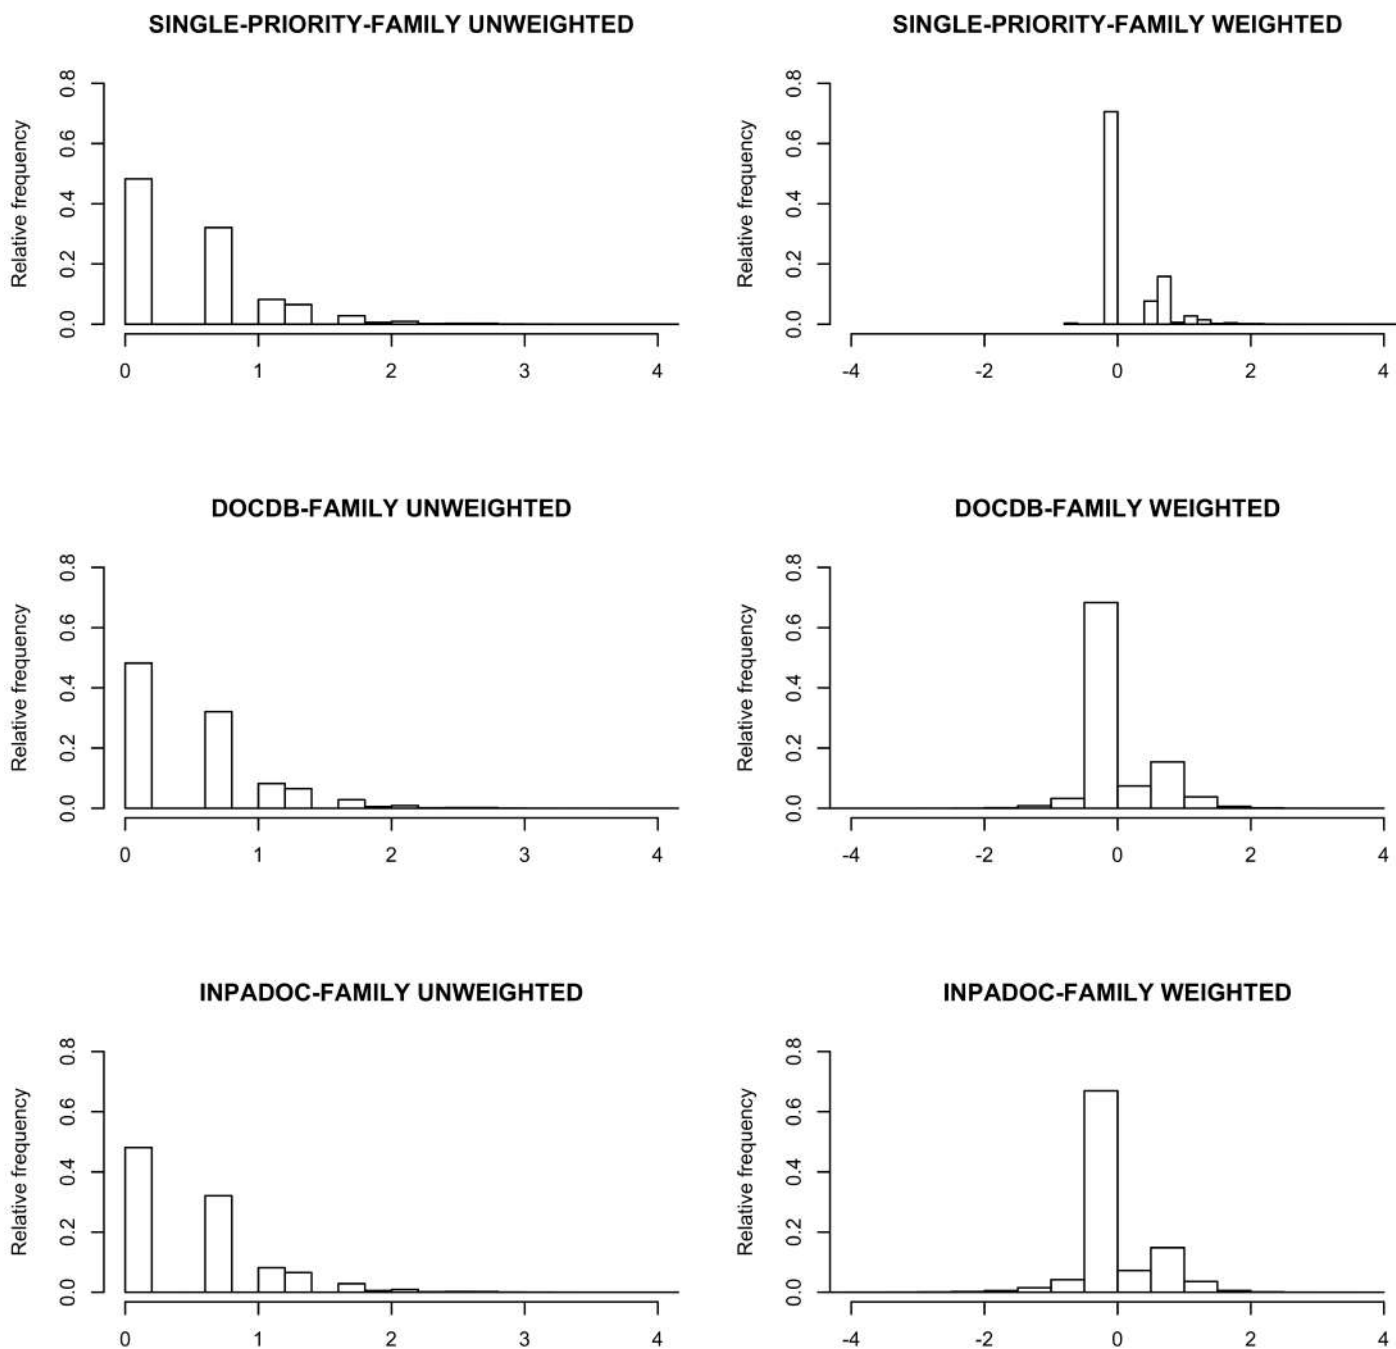 SINGLE-PRIORITY-FAMILY UNWEIGHTED
Relative frequency
0.8
0.6
0.4
0.2
0.0
0 1 2 3 4
SINGLE-PRIORITY-FAMILY WEIGHTED
Relative frequency
0.8
0.6
0.4
0.2
0.0
-4 -2 0 2 4
DOCDB-FAMILY UNWEIGHTED
Relative frequency
0.8
0.6
0.4
0.2
0.0
0 1 2 3 4
DOCDB-FAMILY WEIGHTED
Relative frequency
0.8
0.6
0.4
0.2
0.0
-4 -2 0 2 4
INPADOC-FAMILY UNWEIGHTED
Relative frequency
0.8
0.6
0.4
0.2
0.0
0 1 2 3 4
INPADOC-FAMILY WEIGHTED
Relative frequency
0.8
0.6
0.4
0.2
0.0
-4 -2 0 2 4